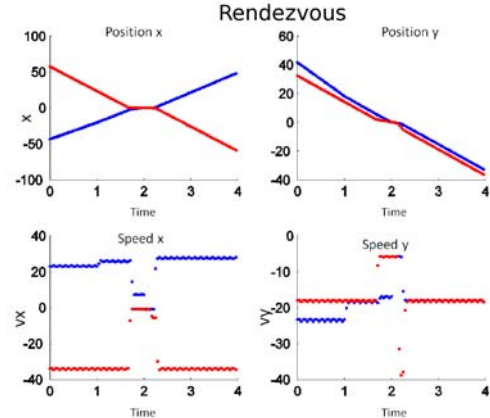 Rendezvous
Position x
Position y
100
50
0
-50
-100
x
0 1 2 3 4
Time
60
40
20
0
-20
-40
0 1 2 3 4
Time
Speed x
Speed y
40
20
0
-20
-40
vx
0 1 2 3 4
Time
0
-10
-20
-30
-40
vy
0 1 2 3 4
Time